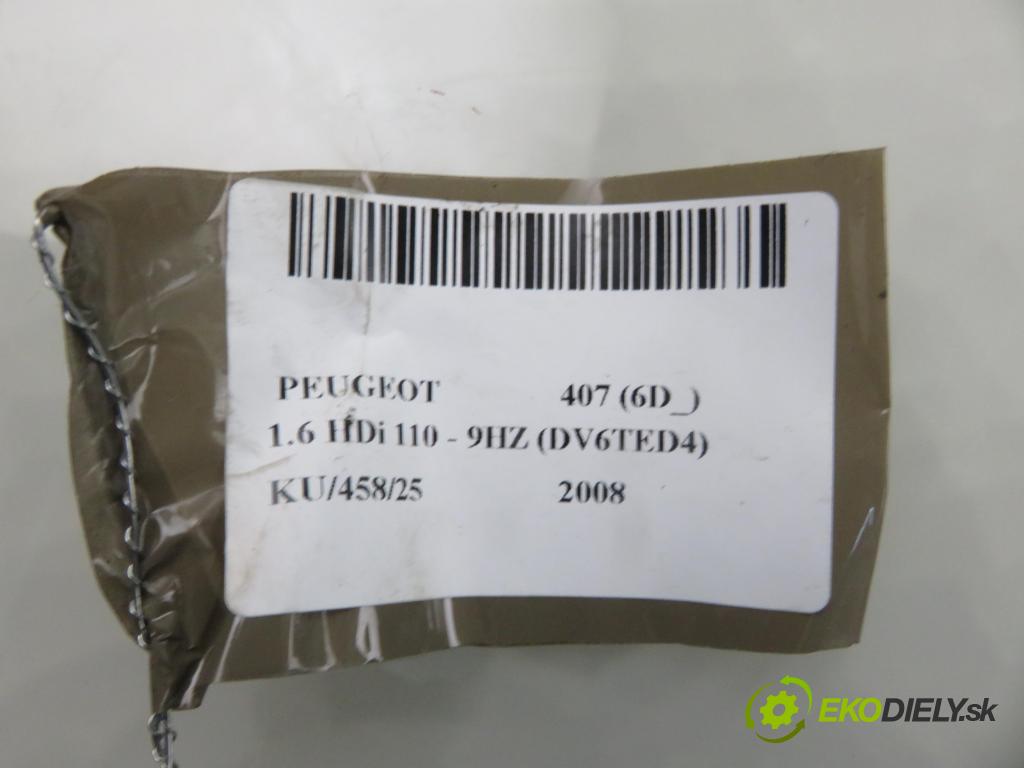 PEUGEOT 407 (6D_)
1.6 HDi 110 - 9HZ (DV6TED4)
KU/458/25 2008
EKODIELY.sk